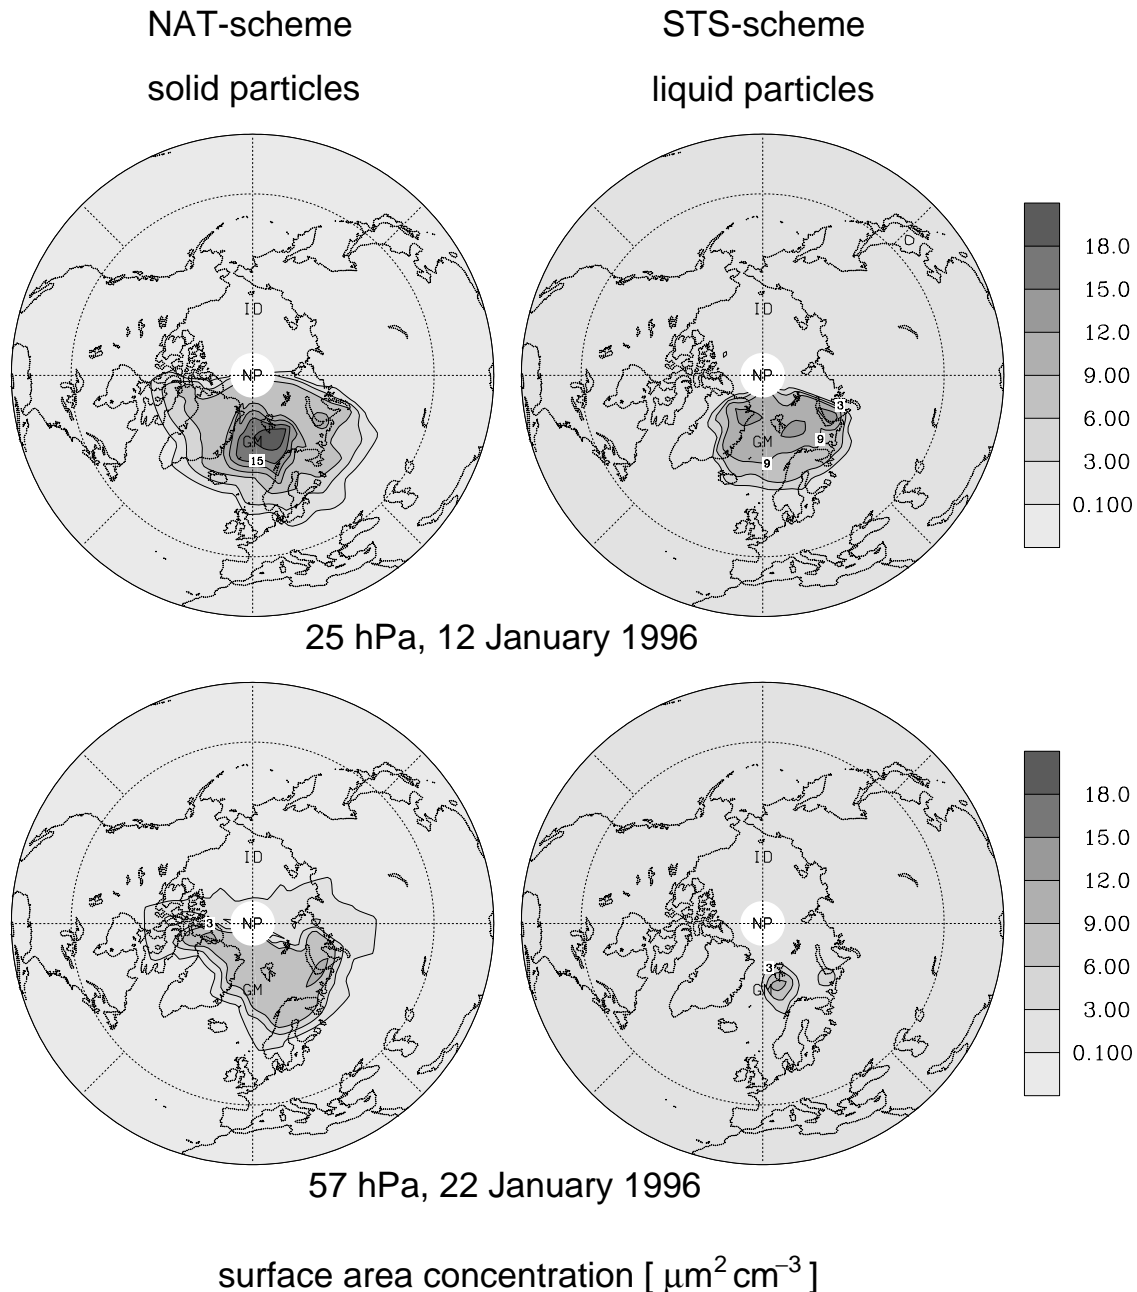 NAT-scheme STS-scheme
solid particles liquid particles
ID ID
NP NP
GM GM
15
3
9
9
18.0
15.0
12.0
9.00
6.00
3.00
0.100
25 hPa, 12 January 1996
ID ID
NP NP
3
GM GM
3
18.0
15.0
12.0
9.00
6.00
3.00
0.100
57 hPa, 22 January 1996
surface area concentration [ μm² cm⁻³ ]